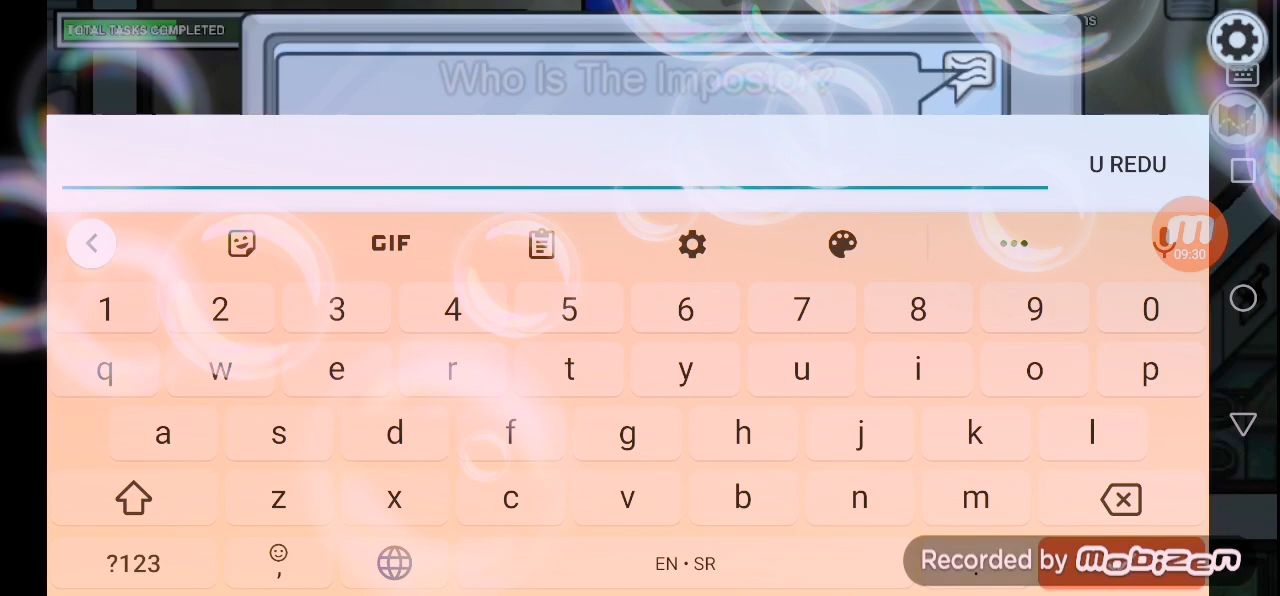 TOTAL TASKS COMPLETED
Who Is The Impostor?
U REDU
GIF
09:30
1 2 3 4 5 6 7 8 9 0
q w e r t y u i o p
a s d f g h j k l
z x c v b n m
?123 , EN • SR .
Recorded by mobizen